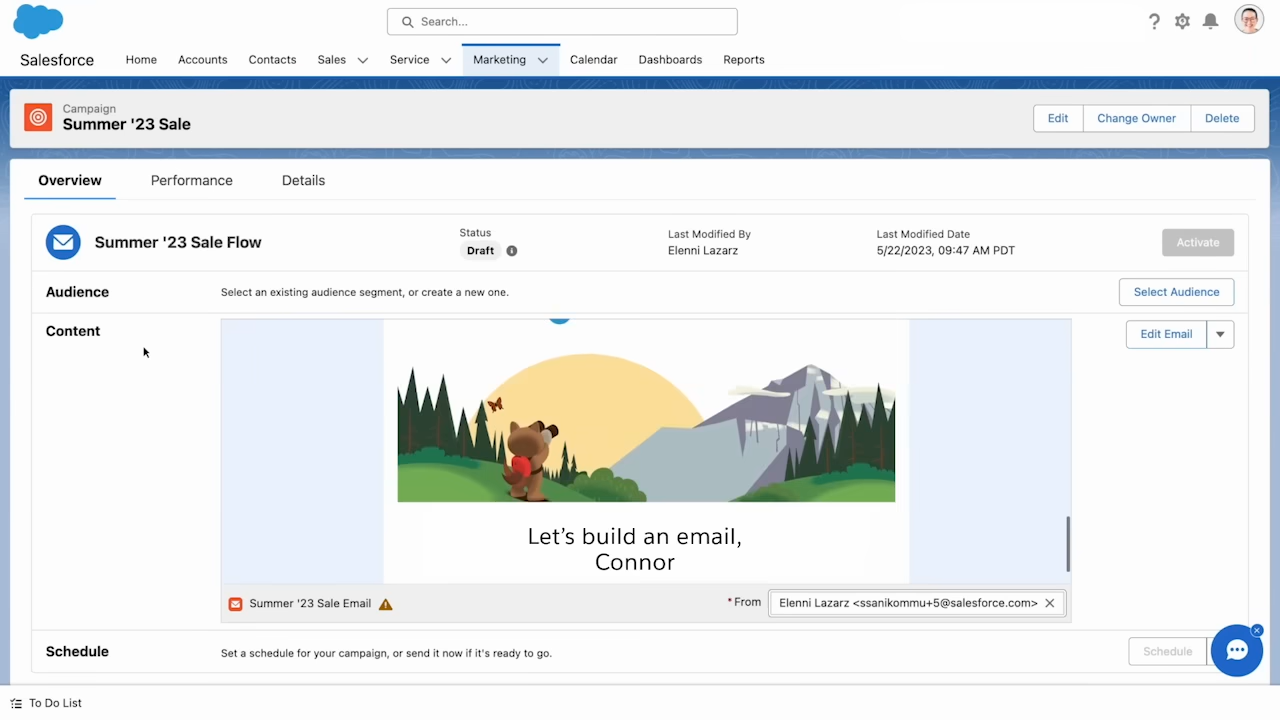 Search...
?
Salesforce
Home Accounts Contacts Sales Service Marketing Calendar Dashboards Reports
Campaign
Summer '23 Sale
Edit Change Owner Delete
Overview Performance Details
Summer '23 Sale Flow
Status
Draft
Last Modified By
Elenni Lazarz
Last Modified Date
5/22/2023, 09:47 AM PDT
Activate
Audience
Select an existing audience segment, or create a new one.
Select Audience
Content
Edit Email
Let's build an email,
Connor
Summer '23 Sale Email
*From Elenni Lazarz <ssanikommu+5@salesforce.com>
Schedule
Set a schedule for your campaign, or send it now if it's ready to go.
Schedule
To Do List